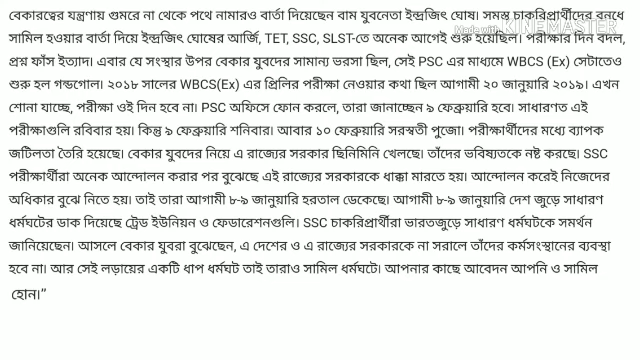 বেকারত্বের যন্ত্রণায় গুমরে না থেকে পথে নামারও বার্তা দিয়েছেন বাম যুবনেতা ইন্দ্রজিৎ ঘোষ। সমস্ত চাকরিপ্রার্থীদের বনধে
সামিল হওয়ার বার্তা দিয়ে ইন্দ্রজিৎ ঘোষের আর্জি, TET, SSC, SLST-তে অনেক আগেই শুরু হয়েছিল। পরীক্ষার দিন বদল,
প্রশ্ন ফাঁস ইত্যাদ। এবার যে সংস্থার উপর বেকার যুবদের সামান্য ভরসা ছিল, সেই PSC এর মাধ্যমে WBCS (Ex) সেটাতেও
শুরু হল গন্ডগোল। ২০১৮ সালের WBCS(Ex) এর প্রিলির পরীক্ষা নেওয়ার কথা ছিল আগামী ২০ জানুয়ারি ২০১৯। এখন
শোনা যাচ্ছে, পরীক্ষা ওই দিন হবে না। PSC অফিসে ফোন করলে, তারা জানাচ্ছেন ৯ ফেব্রুয়ারি হবে। সাধারণত এই
পরীক্ষাগুলি রবিবার হয়। কিন্তু ৯ ফেব্রুয়ারি শনিবার। আবার ১০ ফেব্রুয়ারি সরস্বতী পুজো। পরীক্ষার্থীদের মধ্যে ব্যাপক
জটিলতা তৈরি হয়েছে। বেকার যুবদের নিয়ে এ রাজ্যের সরকার ছিনিমিনি খেলছে। তাঁদের ভবিষ্যতকে নষ্ট করছে। SSC
পরীক্ষার্থীরা অনেক আন্দোলন করার পর বুঝেছে এই রাজ্যের সরকারকে ধাক্কা মারতে হয়। আন্দোলন করেই নিজেদের
অধিকার বুঝে নিতে হয়। তাই তারা আগামী ৮-৯ জানুয়ারি হরতাল ডেকেছে। আগামী ৮-৯ জানুয়ারি দেশ জুড়ে সাধারণ
ধর্মঘটের ডাক দিয়েছে ট্রেড ইউনিয়ন ও ফেডারেশনগুলি। SSC চাকরিপ্রার্থীরা ভারতজুড়ে সাধারণ ধর্মঘটকে সমর্থন
জানিয়েছেন। আসলে বেকার যুবরা বুঝেছেন, এ দেশের ও এ রাজ্যের সরকারকে না সরালে তাঁদের কর্মসংস্থানের ব্যবস্থা
হবে না। আর সেই লড়ায়ের একটি ধাপ ধর্মঘট তাই তারাও সামিল ধর্মঘটে। আপনার কাছে আবেদন আপনি ও সামিল
হোন।”
Made with KINEMASTER